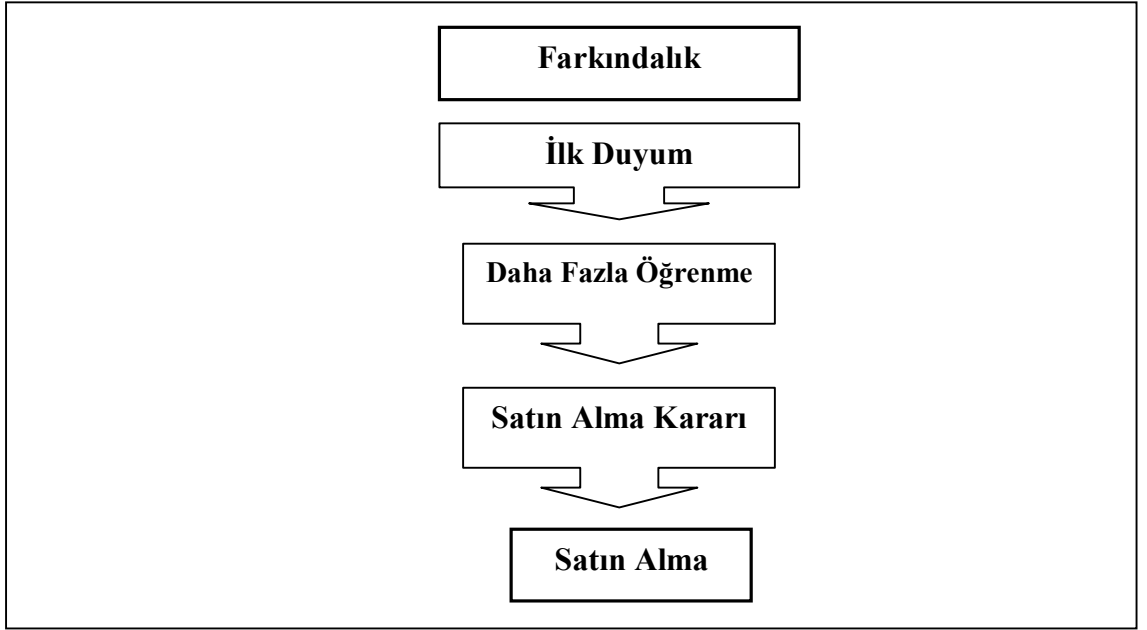 Farkındalık
İlk Duyum
Daha Fazla Öğrenme
Satın Alma Kararı
Satın Alma